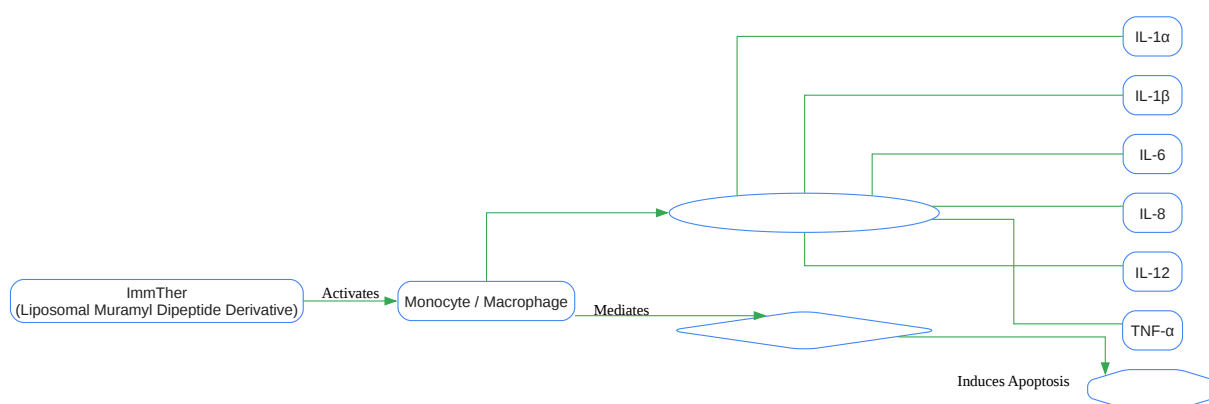 IL-1α
IL-1β
IL-6
IL-8
IL-12
ImmTher
(Liposomal Muramyl Dipeptide Derivative)
Activates
Monocyte / Macrophage
Mediates
TNF-α
Induces Apoptosis